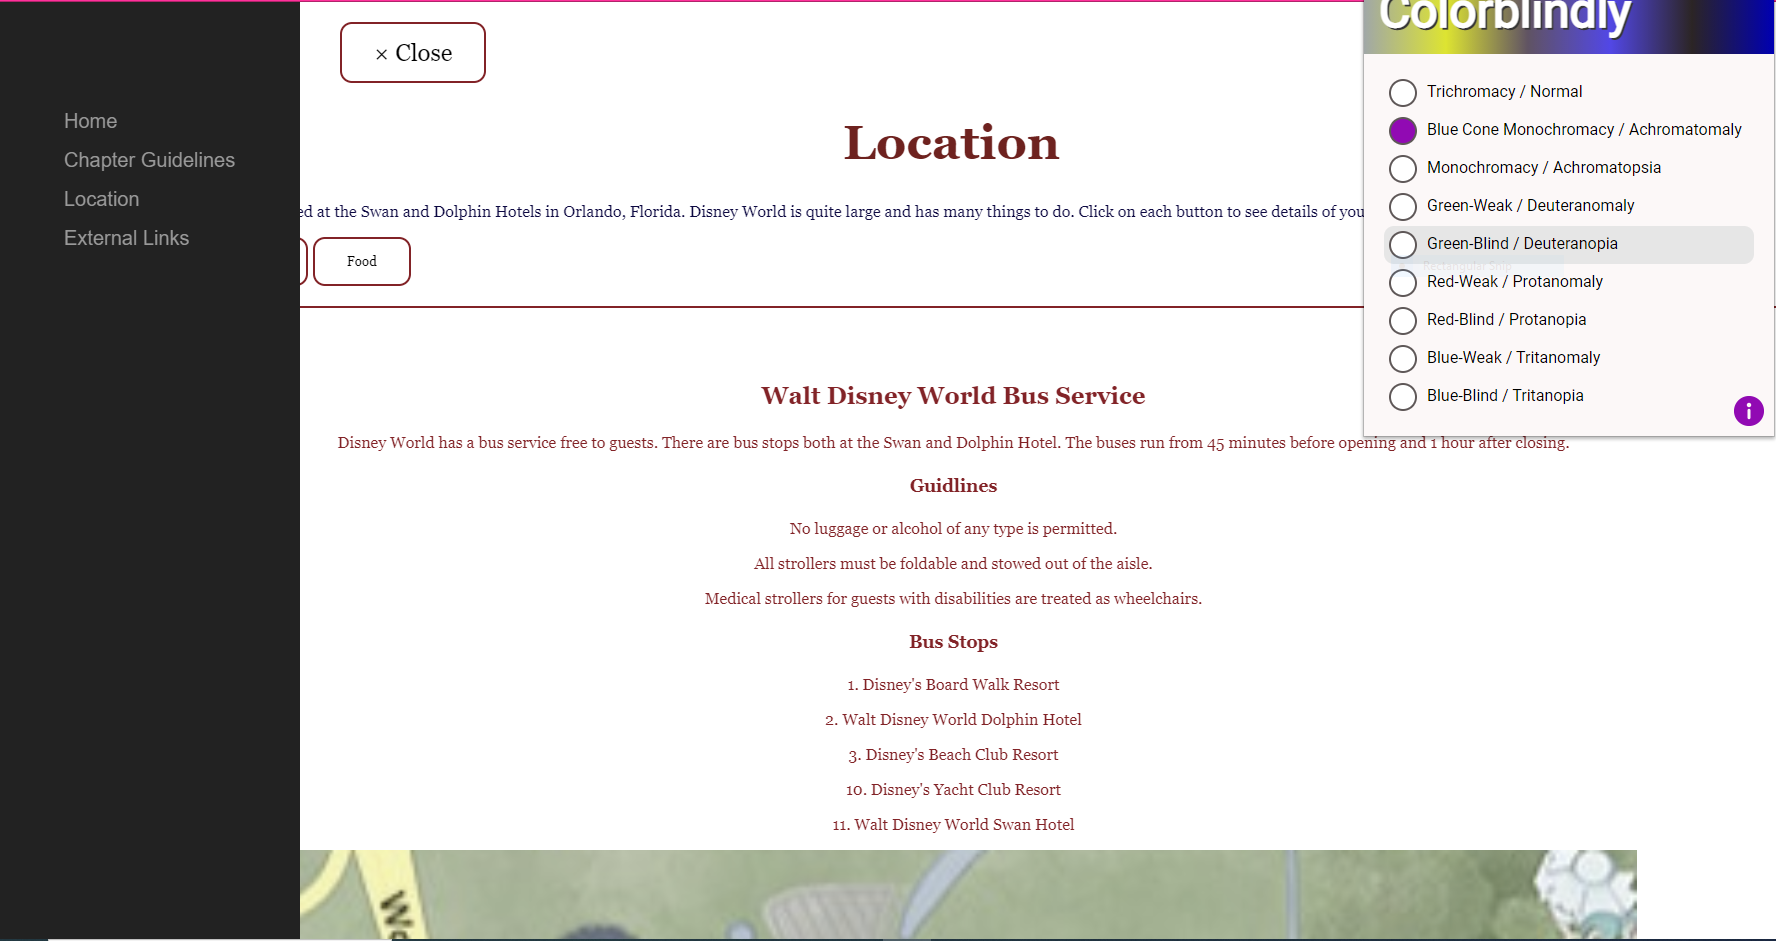 Home
Chapter Guidelines
Location
External Links
× Close
Location
ed at the Swan and Dolphin Hotels in Orlando, Florida. Disney World is quite large and has many things to do. Click on each button to see details of you
Food
Walt Disney World Bus Service
Disney World has a bus service free to guests. There are bus stops both at the Swan and Dolphin Hotel. The buses run from 45 minutes before opening and 1 hour after closing.
Guidlines
No luggage or alcohol of any type is permitted.
All strollers must be foldable and stowed out of the aisle.
Medical strollers for guests with disabilities are treated as wheelchairs.
Bus Stops
1. Disney's Board Walk Resort
2. Walt Disney World Dolphin Hotel
3. Disney's Beach Club Resort
10. Disney's Yacht Club Resort
11. Walt Disney World Swan Hotel
Colorblindly
Trichromacy / Normal
Blue Cone Monochromacy / Achromatomaly
Monochromacy / Achromatopsia
Green-Weak / Deuteranomaly
Green-Blind / Deuteranopia
Rectangular Snip
Red-Weak / Protanomaly
Red-Blind / Protanopia
Blue-Weak / Tritanomaly
Blue-Blind / Tritanopia